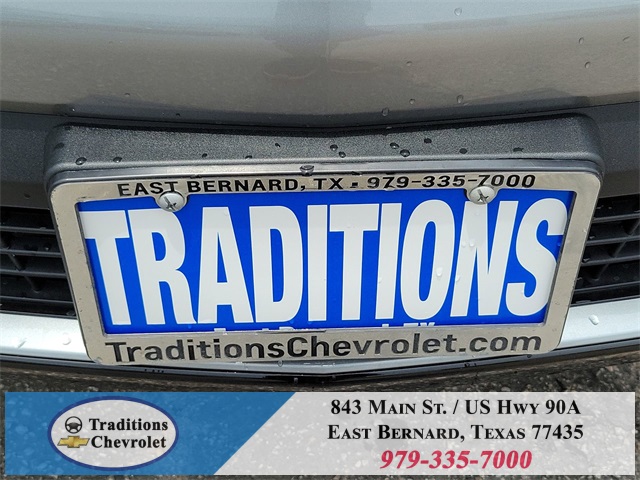 EAST BERNARD, TX - 979-335-7000
TRADITIONS
TraditionsChevrolet.com
Traditions
Chevrolet
843 MAIN ST. / US HWY 90A
EAST BERNARD, TEXAS 77435
979-335-7000